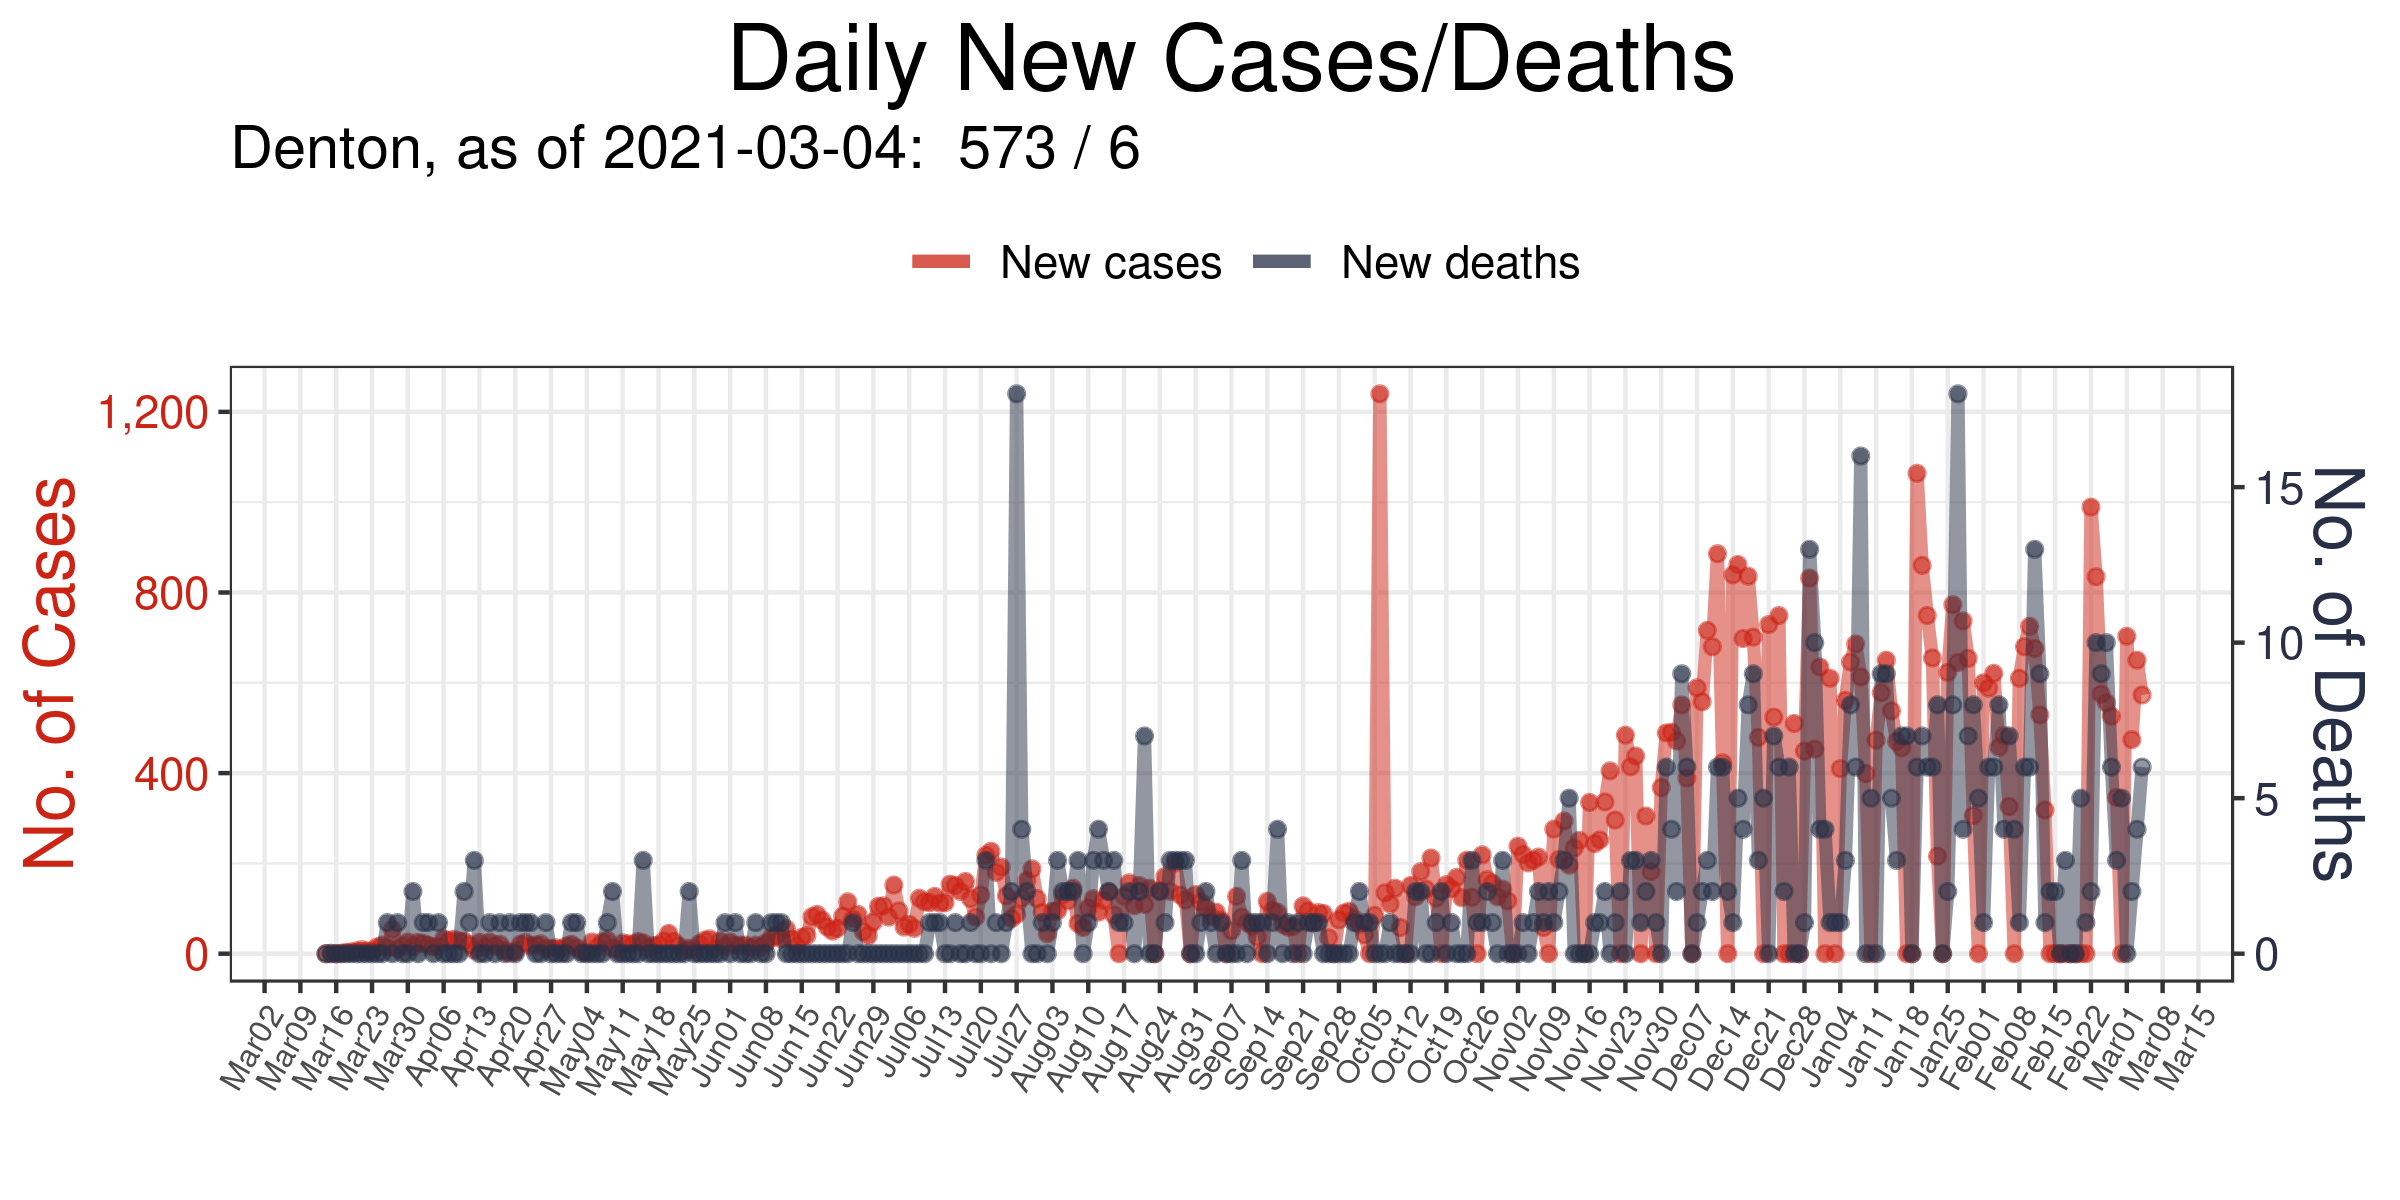 Daily New Cases/Deaths
Denton, as of 2021-03-04:  573 / 6
New cases
New deaths
No. of Cases
1,200
800
400
0
15
10
5
0
No. of Deaths
Mar02
Mar09
Mar16
Mar23
Mar30
Apr06
Apr13
Apr20
Apr27
May04
May11
May18
May25
Jun01
Jun08
Jun15
Jun22
Jun29
Jul06
Jul13
Jul20
Jul27
Aug03
Aug10
Aug17
Aug24
Aug31
Sep07
Sep14
Sep21
Sep28
Oct05
Oct12
Oct19
Oct26
Nov02
Nov09
Nov16
Nov23
Nov30
Dec07
Dec14
Dec21
Dec28
Jan04
Jan11
Jan18
Jan25
Feb01
Feb08
Feb15
Feb22
Mar01
Mar08
Mar15